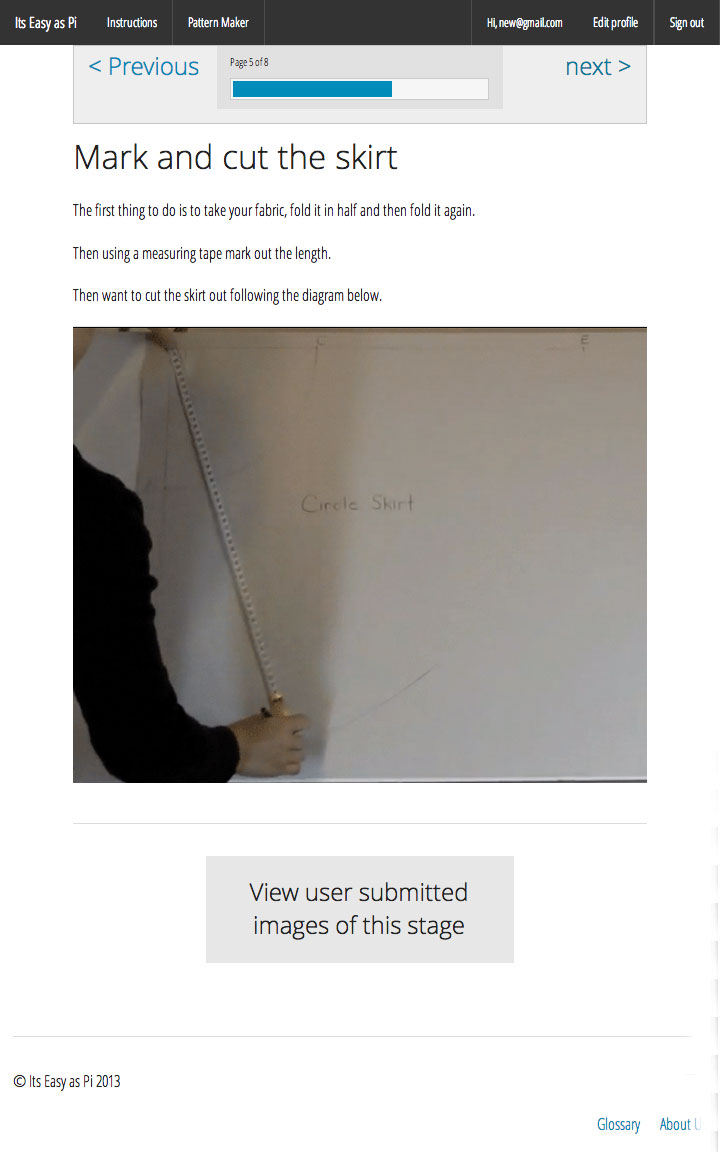 Its Easy as Pi Instructions Pattern Maker Hi, new@gmail.com Edit profile Sign out
< Previous Page 5 of 8 next >
Mark and cut the skirt
The first thing to do is to take your fabric, fold it in half and then fold it again.
Then using a measuring tape mark out the length.
Then want to cut the skirt out following the diagram below.
C E
Circle Skirt
View user submitted
images of this stage
© Its Easy as Pi 2013
Glossary About U